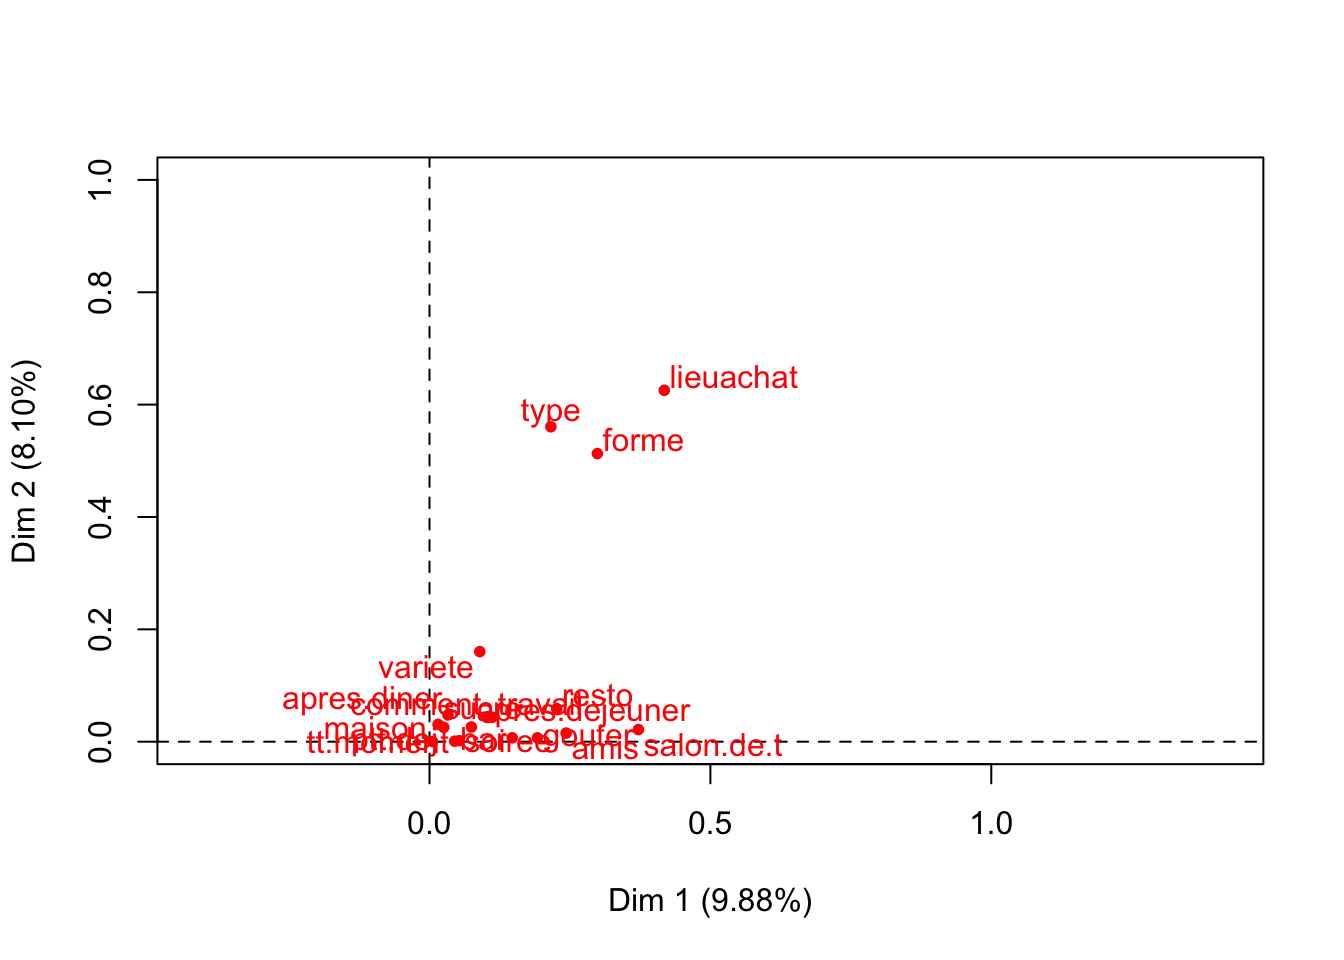 1.0
0.8
0.6
0.4
0.2
0.0
Dim 2 (8.10%)
lieuachat
type
forme
variete
apres.diner
resto
travail
comment
apres.dejeuner
maison
gouter
soiree
amis
salon.de.t
0.0
0.5
1.0
Dim 1 (9.88%)